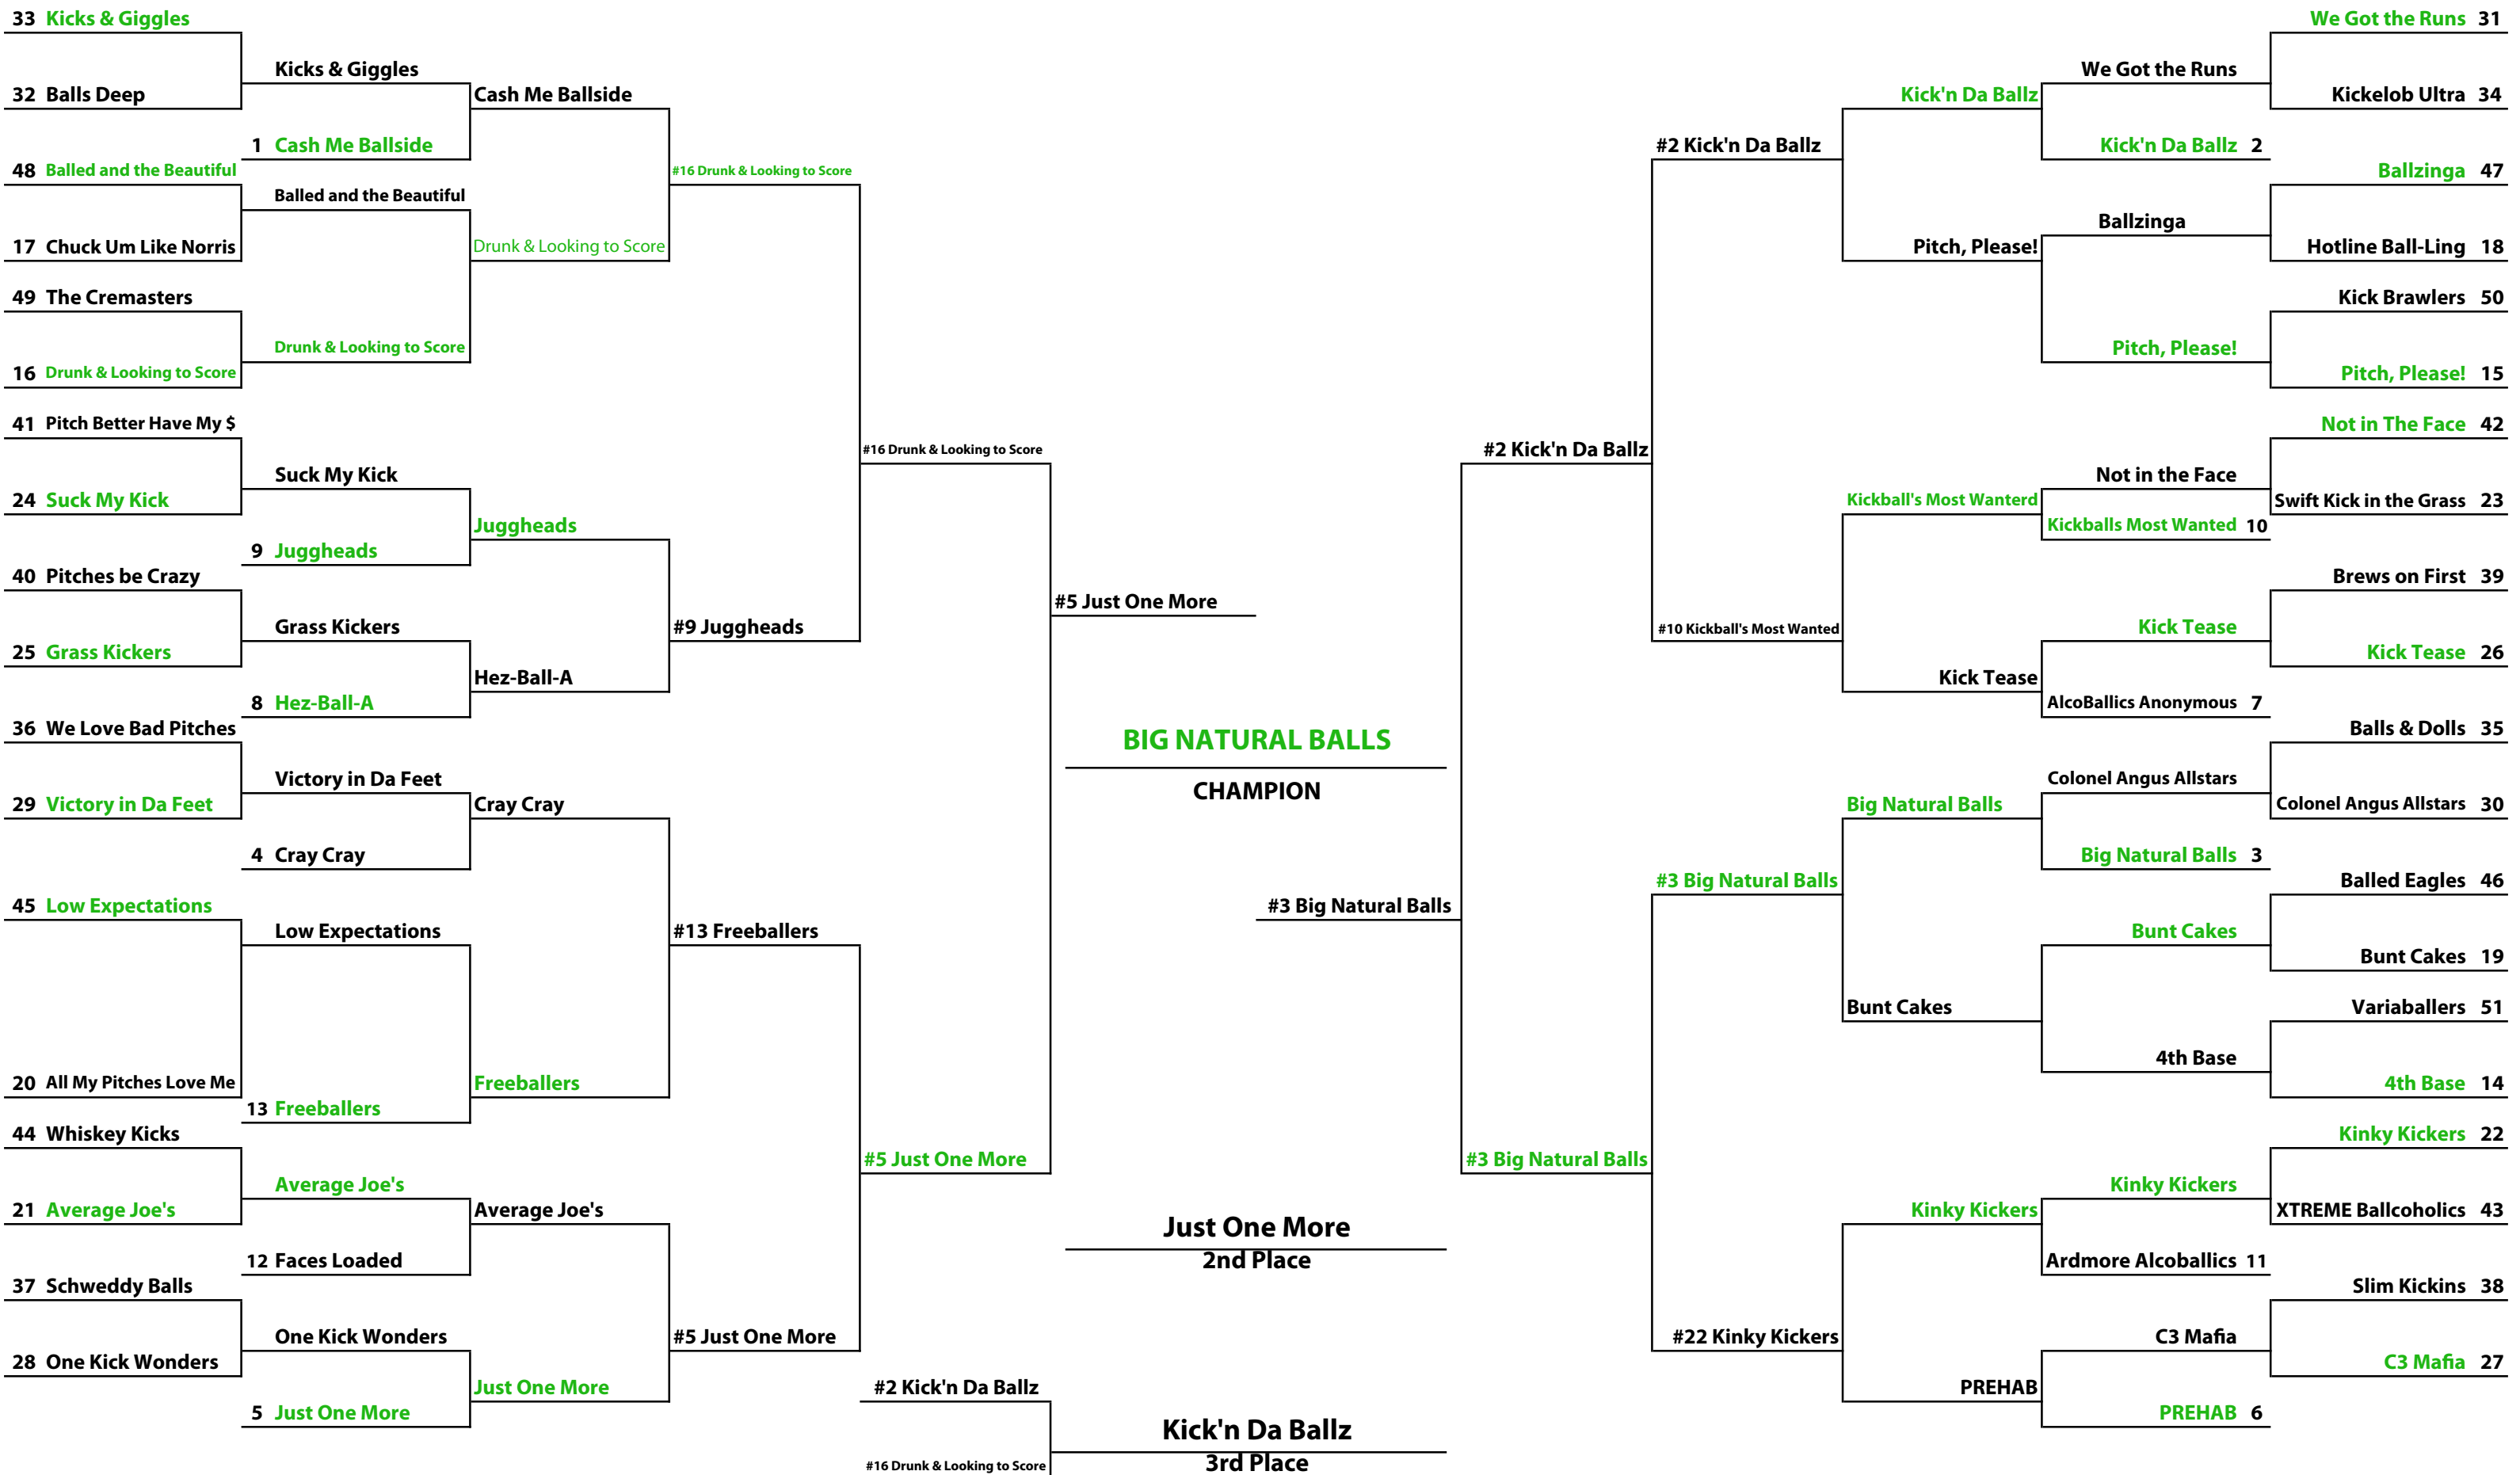 33 Kicks & Giggles
32 Balls Deep
48 Balled and the Beautiful
17 Chuck Um Like Norris
49 The Cremasters
16 Drunk & Looking to Score
41 Pitch Better Have My $
24 Suck My Kick
40 Pitches be Crazy
25 Grass Kickers
36 We Love Bad Pitches
29 Victory in Da Feet
45 Low Expectations
20 All My Pitches Love Me
44 Whiskey Kicks
21 Average Joe's
37 Schweddy Balls
28 One Kick Wonders
Kicks & Giggles
1 Cash Me Ballside
Balled and the Beautiful
Drunk & Looking to Score
Suck My Kick
9 Juggheads
Grass Kickers
8 Hez-Ball-A
Victory in Da Feet
4 Cray Cray
Low Expectations
13 Freeballers
Average Joe's
12 Faces Loaded
One Kick Wonders
5 Just One More
Cash Me Ballside
Drunk & Looking to Score
Juggheads
Hez-Ball-A
Cray Cray
Freeballers
Average Joe's
Just One More
#16 Drunk & Looking to Score
#9 Juggheads
#13 Freeballers
#5 Just One More
#16 Drunk & Looking to Score
#5 Just One More
#5 Just One More
BIG NATURAL BALLS
CHAMPION
#3 Big Natural Balls
Just One More
2nd Place
#2 Kick'n Da Ballz
#16 Drunk & Looking to Score
Kick'n Da Ballz
3rd Place
#2 Kick'n Da Ballz
#3 Big Natural Balls
#2 Kick'n Da Ballz
#10 Kickball's Most Wanted
#3 Big Natural Balls
#22 Kinky Kickers
Kick'n Da Ballz
Pitch, Please!
Kickball's Most Wanterd
Kick Tease
Big Natural Balls
Bunt Cakes
Kinky Kickers
PREHAB
We Got the Runs
Kick'n Da Ballz 2
Ballzinga
Pitch, Please!
Not in the Face
Kickballs Most Wanted 10
Kick Tease
AlcoBallics Anonymous 7
Colonel Angus Allstars
Big Natural Balls 3
Bunt Cakes
4th Base
Kinky Kickers
Ardmore Alcoballics 11
C3 Mafia
PREHAB 6
We Got the Runs 31
Kickelob Ultra 34
Ballzinga 47
Hotline Ball-Ling 18
Kick Brawlers 50
Pitch, Please! 15
Not in The Face 42
Swift Kick in the Grass 23
Brews on First 39
Kick Tease 26
Balls & Dolls 35
Colonel Angus Allstars 30
Balled Eagles 46
Bunt Cakes 19
Variaballers 51
4th Base 14
Kinky Kickers 22
XTREME Ballcoholics 43
Slim Kickins 38
C3 Mafia 27